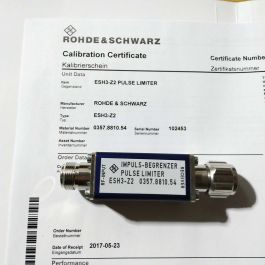 ROHDE & SCHWARZ
Calibration Certificate
Kalibrierschein
Unit Data
Certificate Number
Zertifikatsnummer
Item
Gegenstand
ESH3-Z2 PULSE LIMITER
Manufacturer
Hersteller
ROHDE & SCHWARZ
Type
Typ
ESH3-Z2
Material Number
Materialnummer
0357.8810.54
Serial Number
Seriennummer
102453
Asset Number
Inventarnummer
Order Data
RF-INPUT
IMPULS-BEGRENZER
PULSE LIMITER
ESH3-Z2 0357.8810.54
Order Number
Bestellnummer
Date of Receipt
Eingangsdatum
2017-05-23
Performance